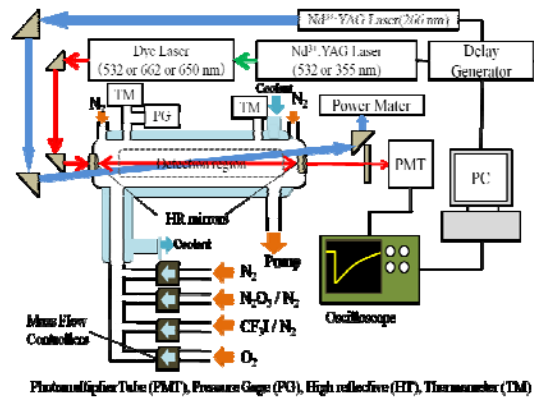 Nd³⁺-YAG Laser(266 nm)
Dye Laser
(532 or 662 or 650 nm)
Nd³⁺.YAG Laser
(532 or 355 nm)
Delay
Generator
N₂
TM
PG
TM
Coolant
N₂
Power Mater
Detection region
PMT
PC
HR mirrors
Coolant
Pump
N₂
N₂O₅ / N₂
CF₃I / N₂
O₂
Mass Flow
Controllers
Oscilloscope
Photomultiplier Tube (PMT), Pressure Gage (PG), High reflective (HT), Thermometer (TM)